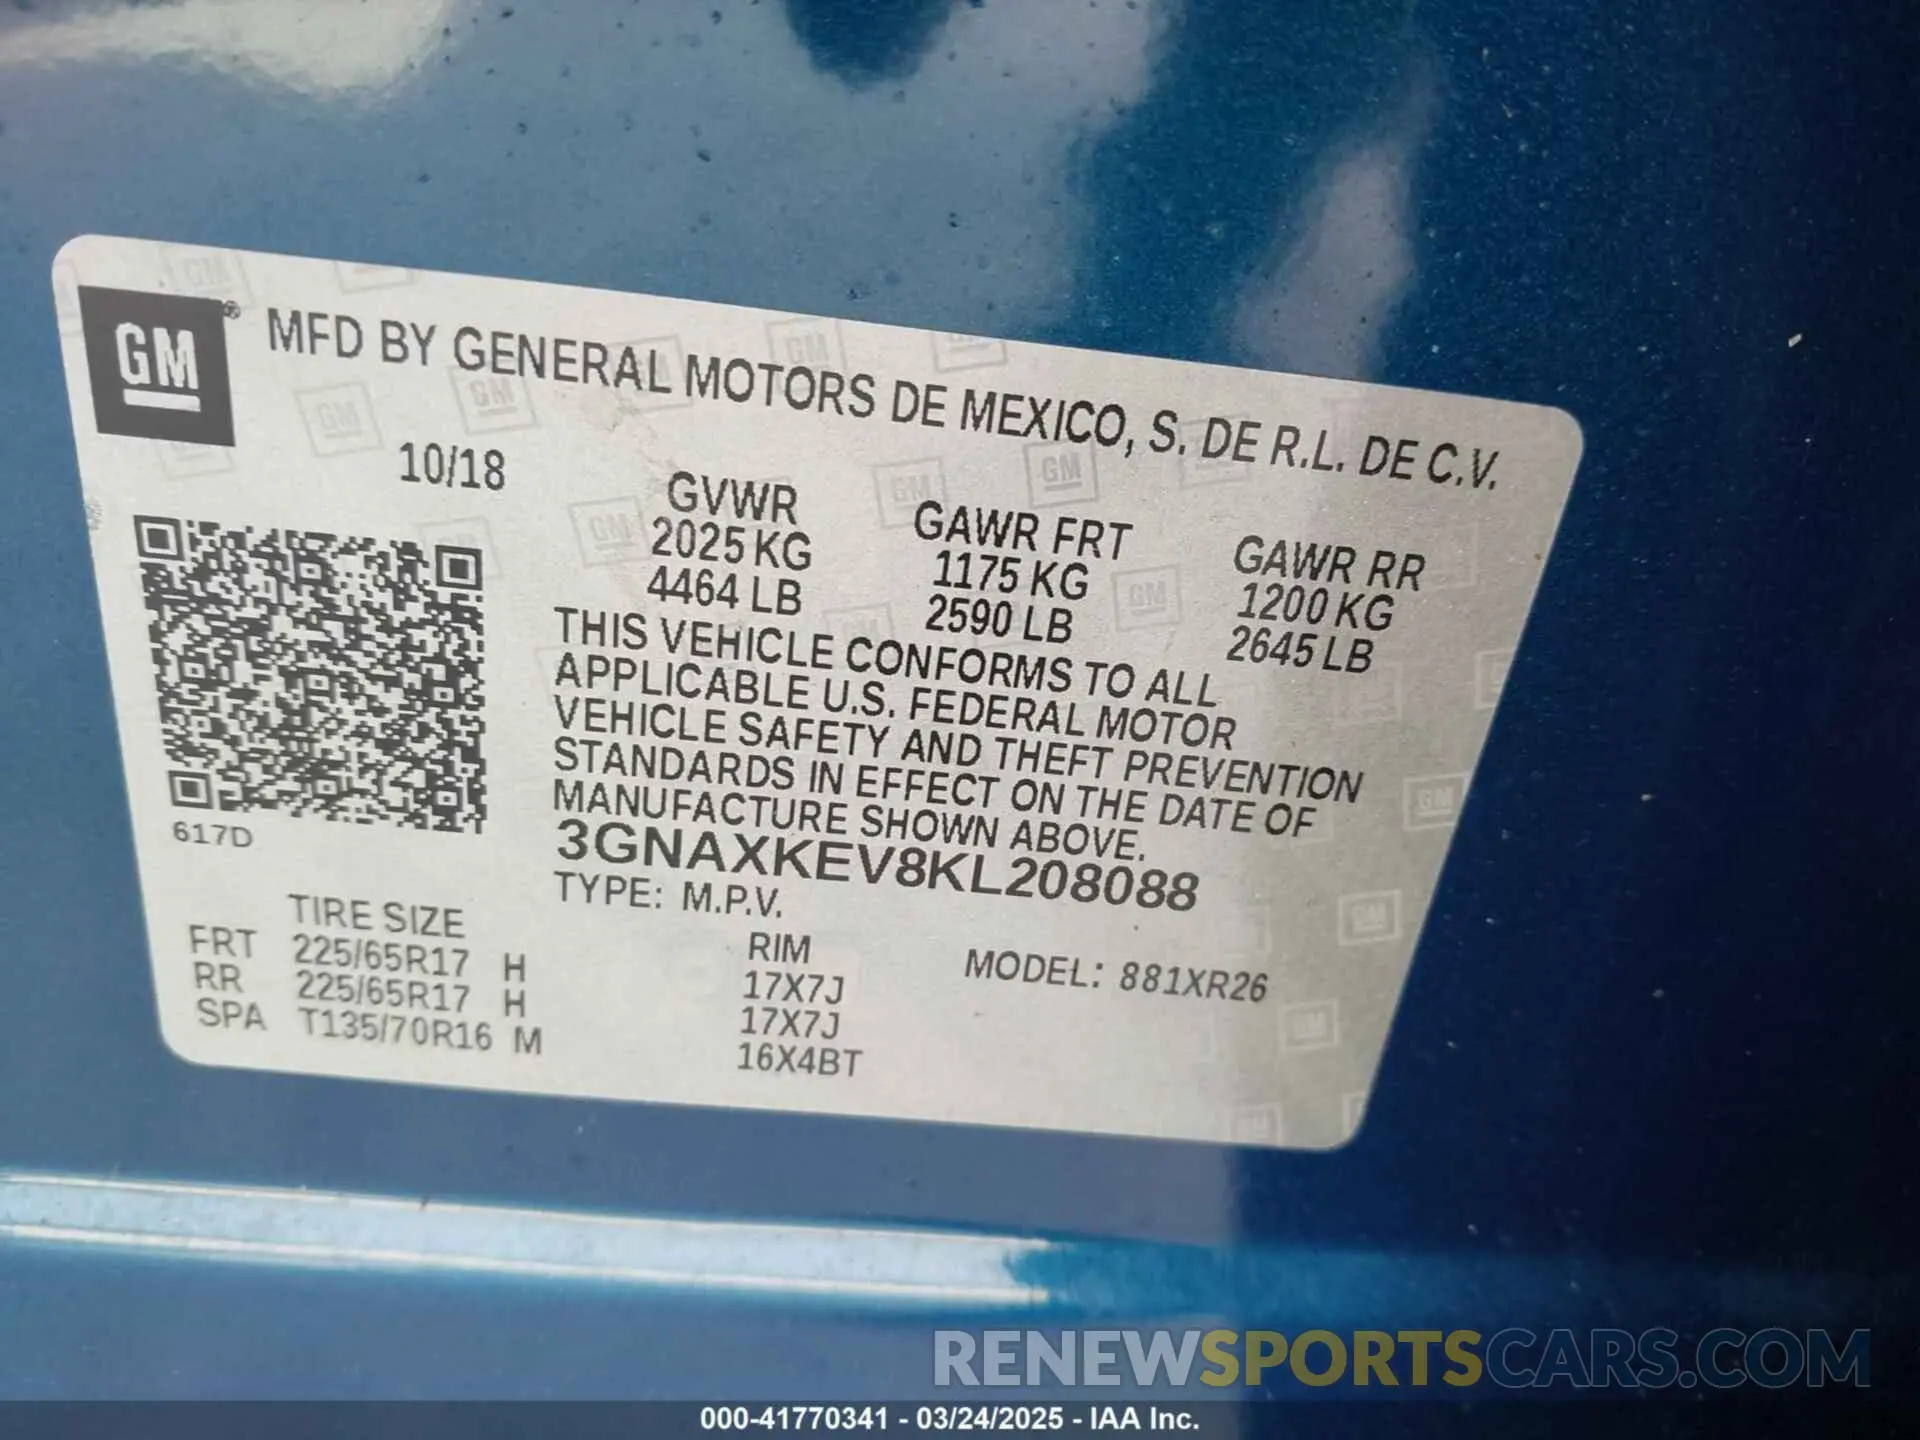 GM® MFD BY GENERAL MOTORS DE MEXICO, S. DE R.L. DE C.V.
10/18
GVWR GAWR FRT GAWR RR
2025 KG 1175 KG 1200 KG
4464 LB 2590 LB 2645 LB
THIS VEHICLE CONFORMS TO ALL
APPLICABLE U.S. FEDERAL MOTOR
VEHICLE SAFETY AND THEFT PREVENTION
STANDARDS IN EFFECT ON THE DATE OF
MANUFACTURE SHOWN ABOVE.
617D
3GNAXKEV8KL208088
TYPE: M.P.V.
TIRE SIZE RIM MODEL: 881XR26
FRT 225/65R17 H 17X7J
RR 225/65R17 H 17X7J
SPA T135/70R16 M 16X4BT
RENEWSPORTSCARS.COM
000-41770341 - 03/24/2025 - IAA Inc.